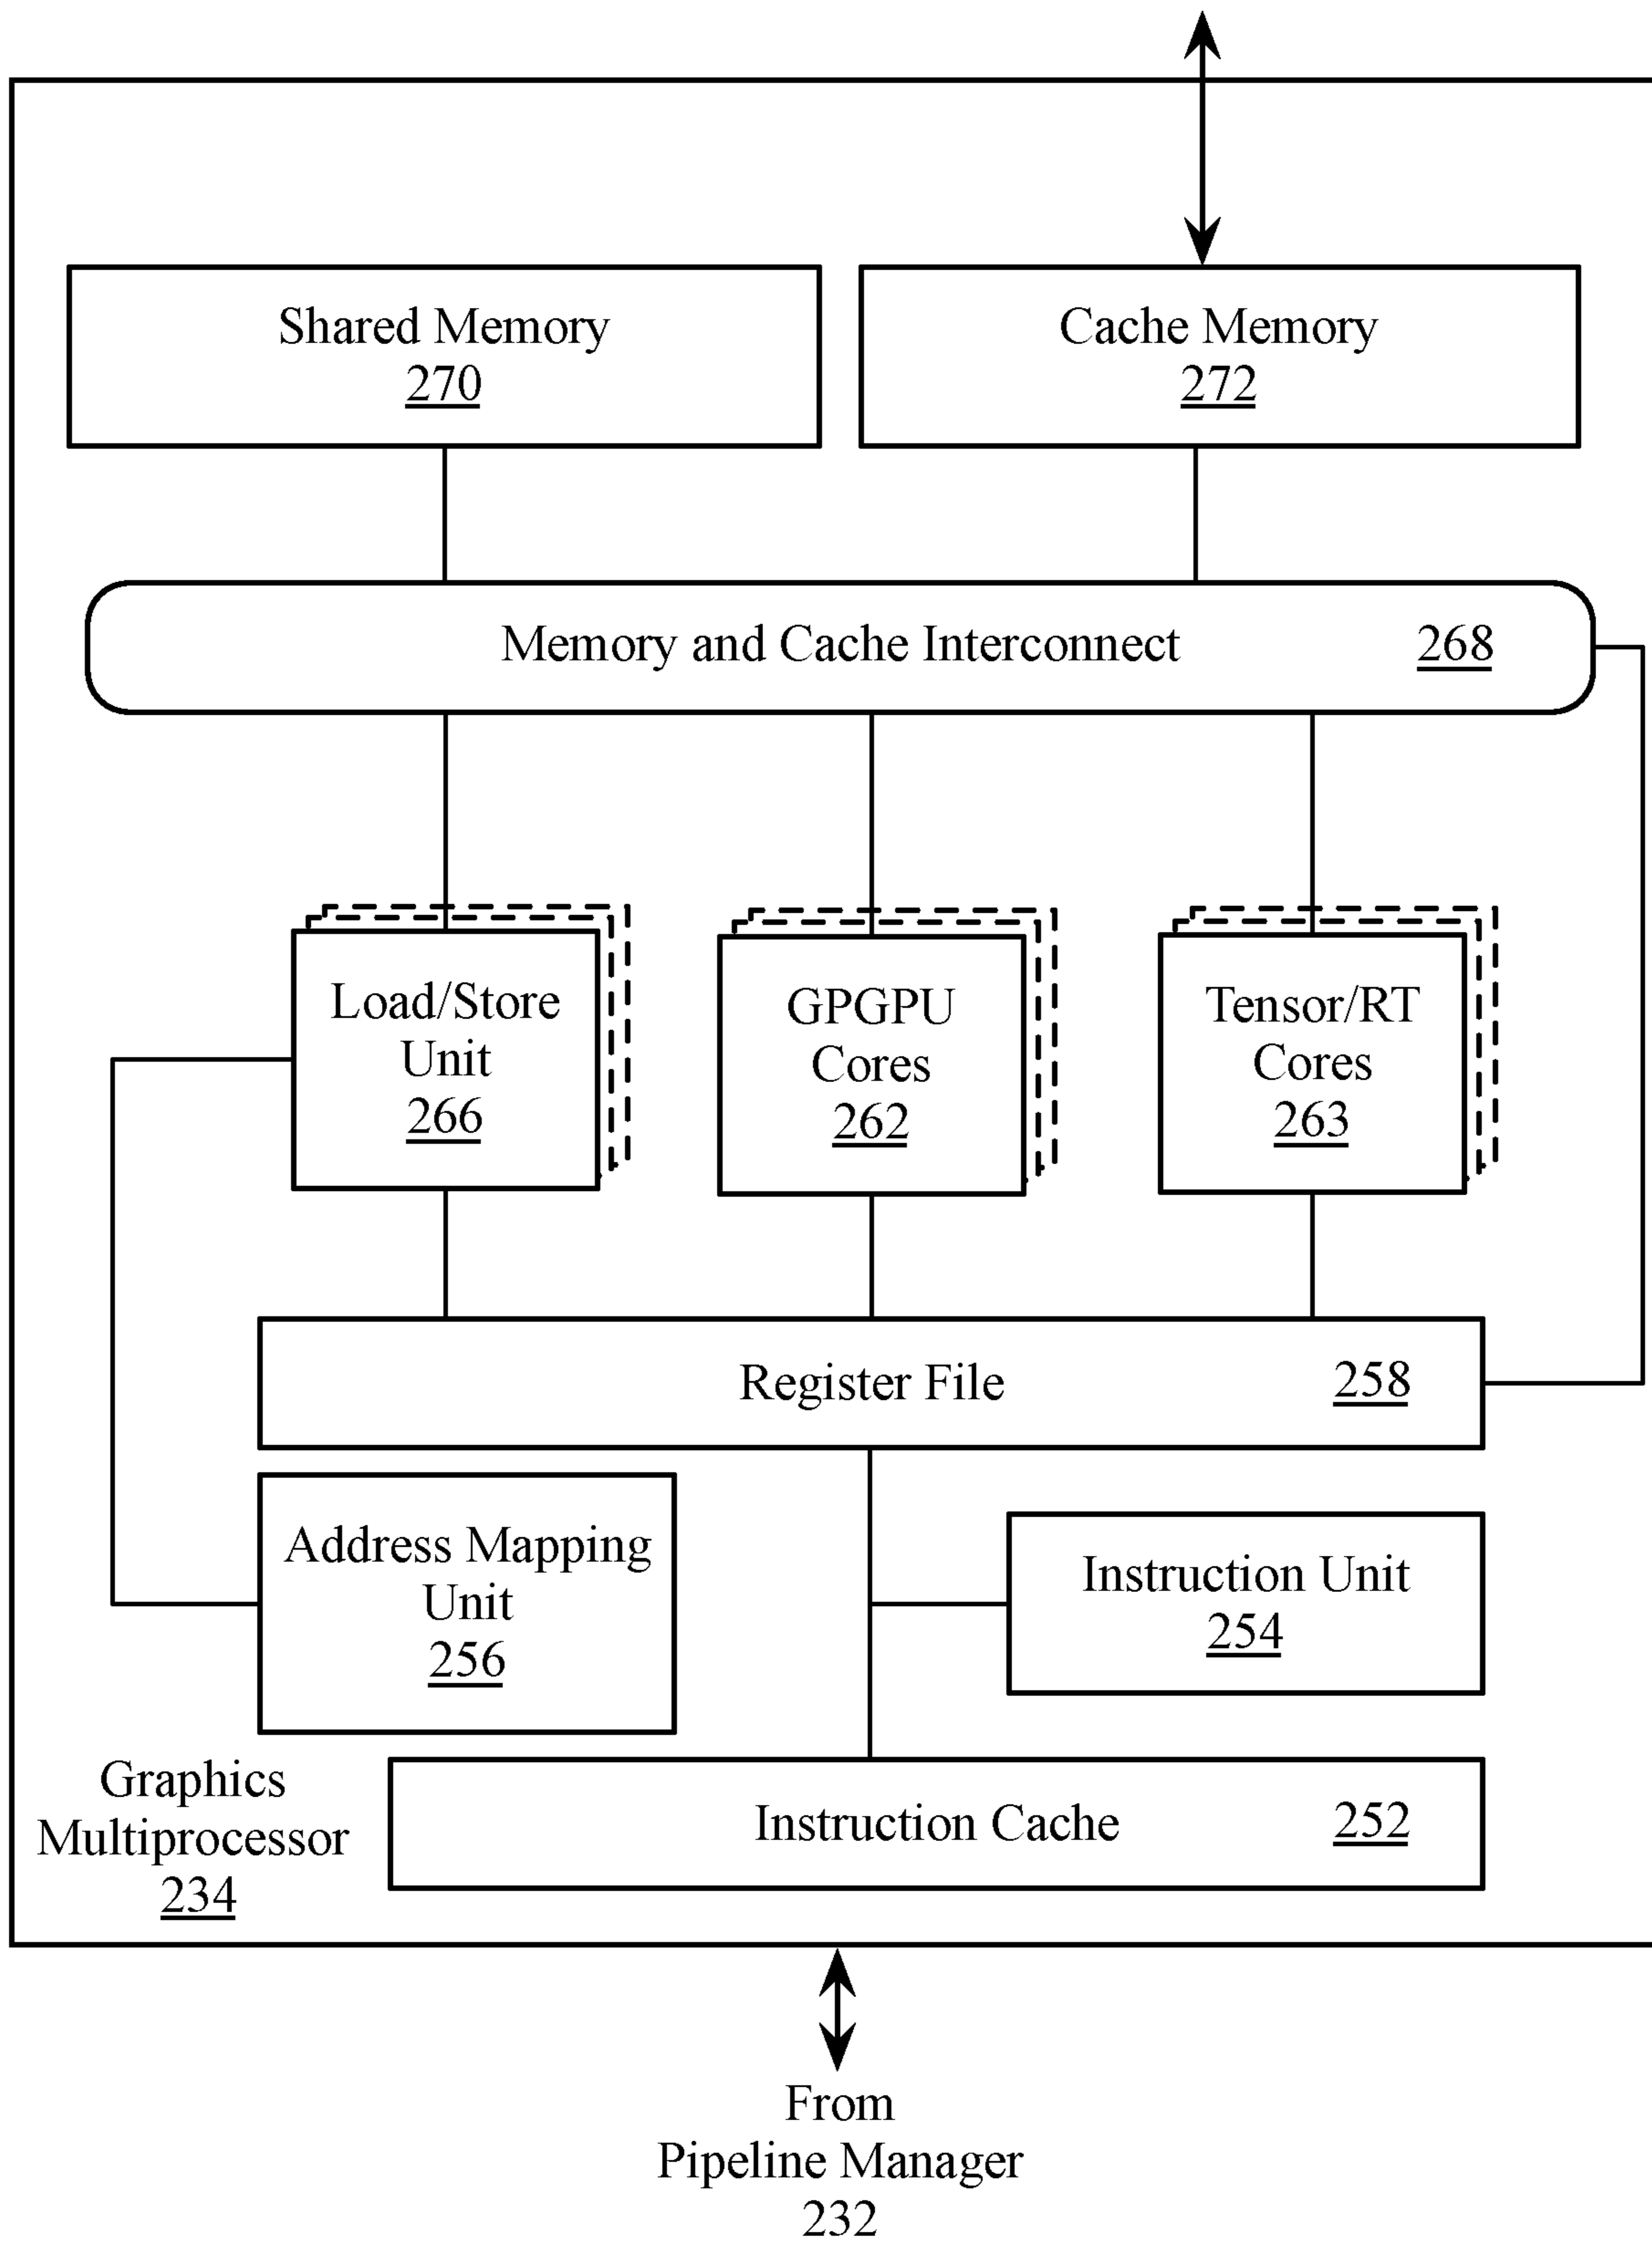 Shared Memory
270
Cache Memory
272
Memory and Cache Interconnect 268
Load/Store
Unit
266
GPGPU
Cores
262
Tensor/RT
Cores
263
Register File 258
Address Mapping
Unit
256
Instruction Unit
254
Graphics
Multiprocessor
234
Instruction Cache 252
From
Pipeline Manager
232